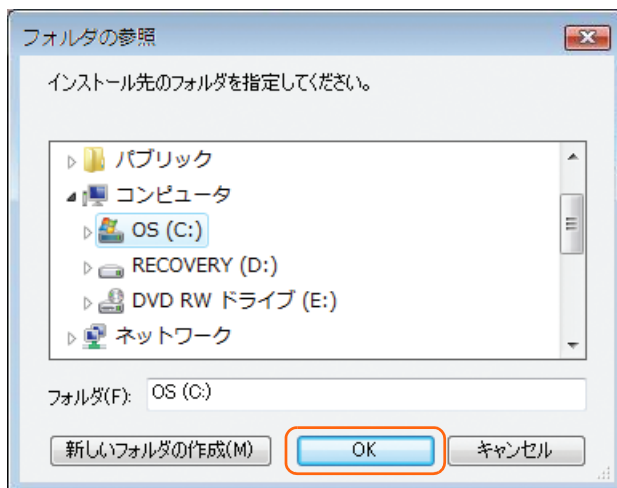 フォルダの参照
インストール先のフォルダを指定してください。
パブリック
コンピュータ
OS (C:)
RECOVERY (D:)
DVD RW ドライブ (E:)
ネットワーク
フォルダ(F): OS (C:)
新しいフォルダの作成(M) OK キャンセル